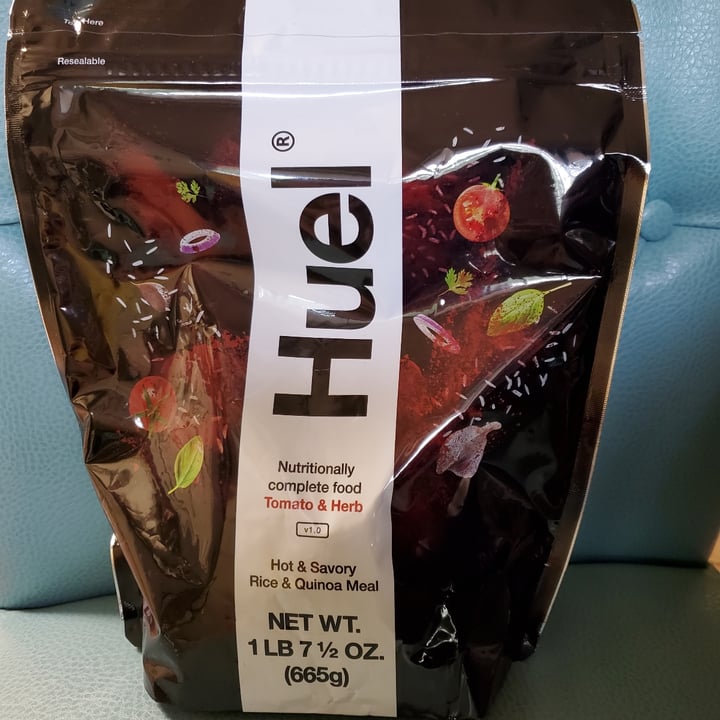 Here
Resealable
Huel®
Nutritionally
complete food
Tomato & Herb
v1.0
Hot & Savory
Rice & Quinoa Meal
NET WT.
1 LB 7 ½ OZ.
(665g)